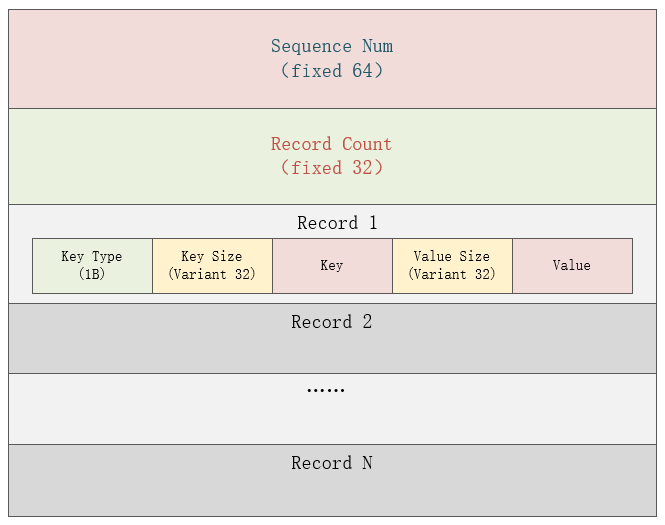 Sequence Num
(fixed 64)
Record Count
(fixed 32)
Record 1
Key Type
(1B)
Key Size
(Variant 32)
Key
Value Size
(Variant 32)
Value
Record 2
······
Record N